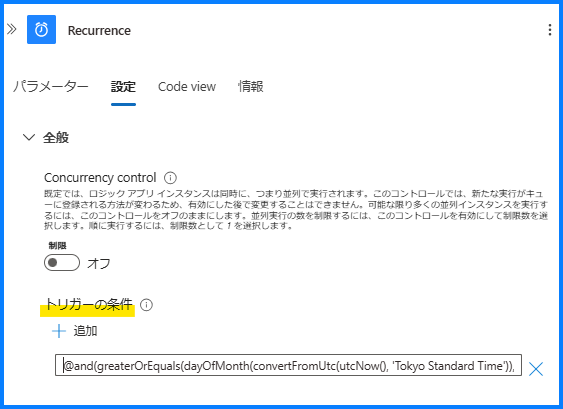 Recurrence
パラメーター 設定 Code view 情報
全般
Concurrency control
既定では、ロジック アプリ インスタンスは同時に、つまり並列で実行されます。このコントロールでは、新たな実行がキュ
ーに登録される方法が変わるため、有効にした後で変更することはできません。可能な限り多くの並列インスタンスを実行す
るには、このコントロールをオフのままにします。並列実行の数を制限するには、このコントロールを有効にして制限数を選
択します。順に実行するには、制限数として 1 を選択します。
制限
オフ
トリガーの条件
追加
@and(greaterOrEquals(dayOfMonth(convertFromUtc(utcNow(), 'Tokyo Standard Time')),